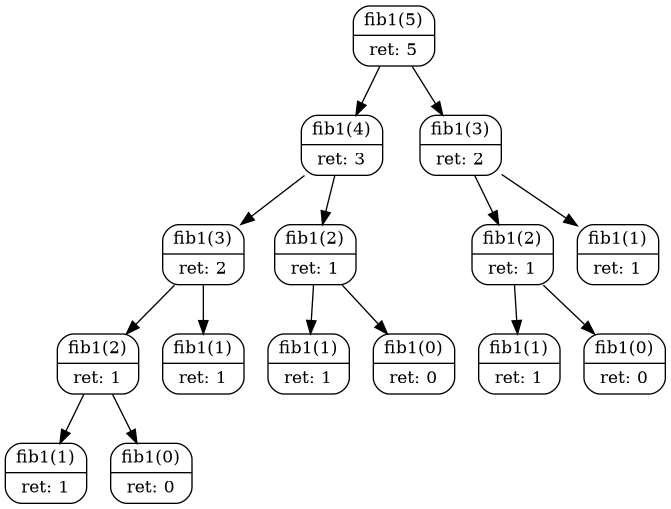 fib1(5)
ret: 5
fib1(4)
ret: 3
fib1(3)
ret: 2
fib1(3)
ret: 2
fib1(2)
ret: 1
fib1(2)
ret: 1
fib1(1)
ret: 1
fib1(2)
ret: 1
fib1(1)
ret: 1
fib1(1)
ret: 1
fib1(0)
ret: 0
fib1(1)
ret: 1
fib1(0)
ret: 0
fib1(1)
ret: 1
fib1(0)
ret: 0